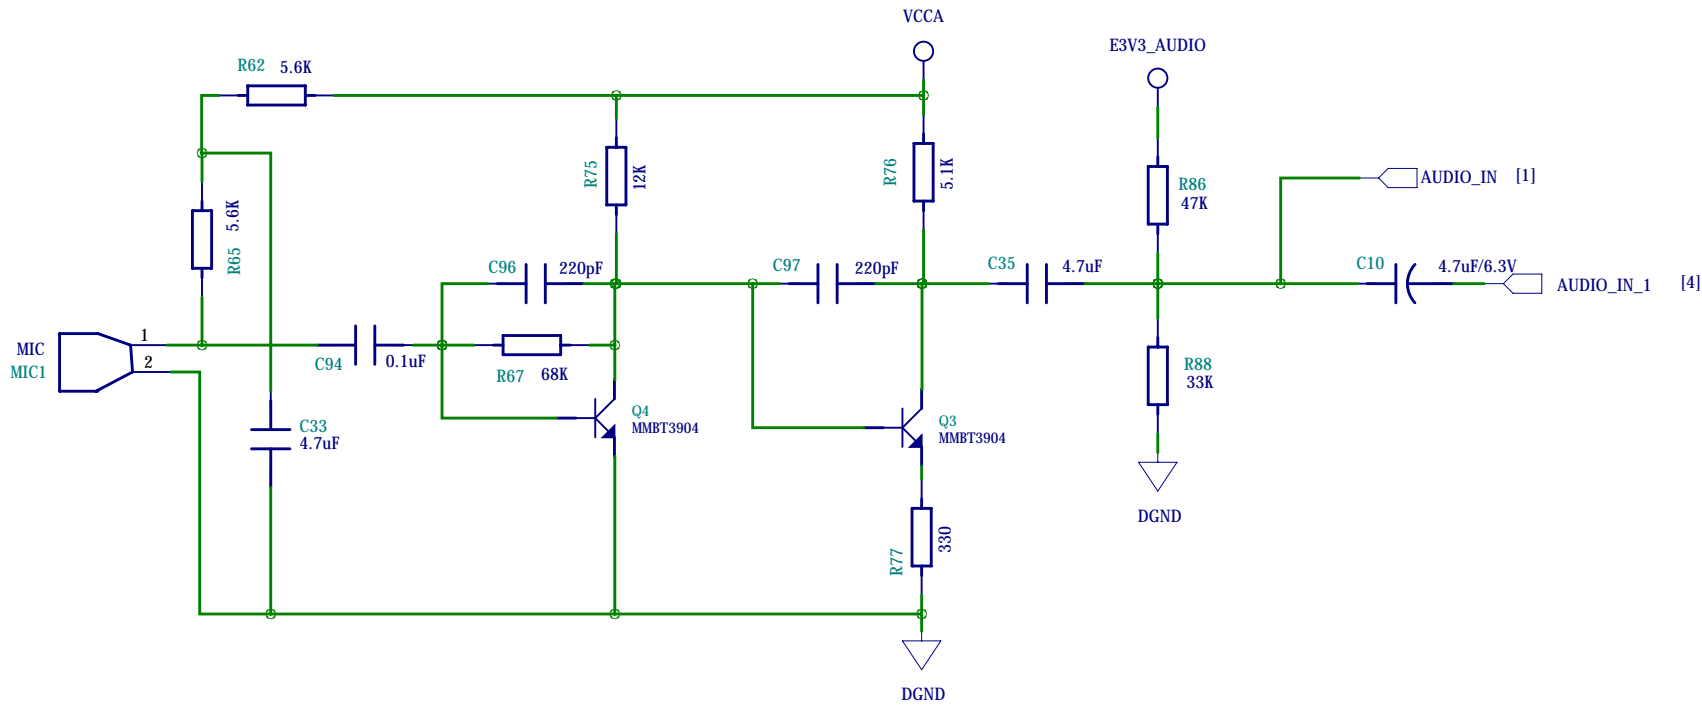 VCCA
E3V3_AUDIO
R62 5.6K
R75 12K
R76 5.1K
R86
47K
AUDIO_IN [1]
5.6K
R65
C96 220pF
C97 220pF
C35 4.7uF
C10 4.7uF/6.3V
AUDIO_IN_1 [4]
MIC
MIC1
1
2
C94 0.1uF
R67 68K
R88
33K
Q4
MMBT3904
Q3
MMBT3904
C33
4.7uF
R77 330
DGND
DGND